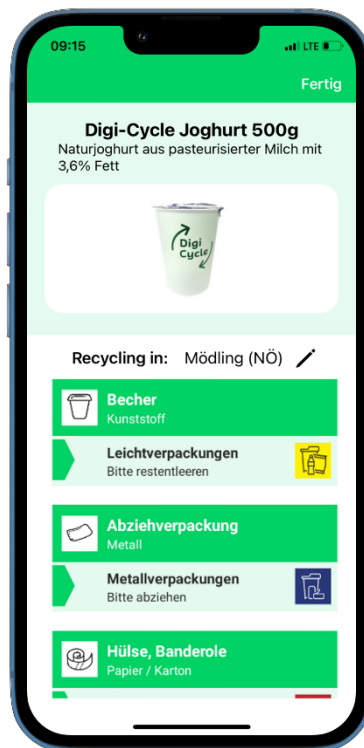 09:15
LTE
Fertig
Digi-Cycle Joghurt 500g
Naturjoghurt aus pasteurisierter Milch mit
3,6% Fett
Digi
Cycle
Recycling in: Mödling (NÖ)
Becher
Kunststoff
Leichtverpackungen
Bitte restentleeren
Abziehverpackung
Metall
Metallverpackungen
Bitte abziehen
Hülse, Banderole
Papier / Karton